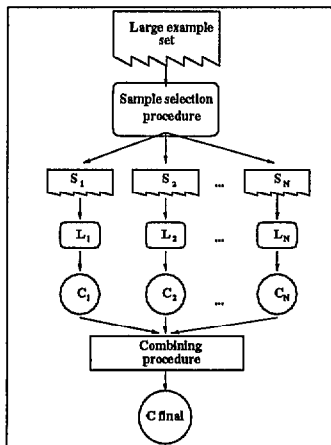 Large example
set
Sample selection
procedure
S1 S2 ... SN
L1 L2 ... LN
C1 C2 ... CN
Combining
procedure
C final